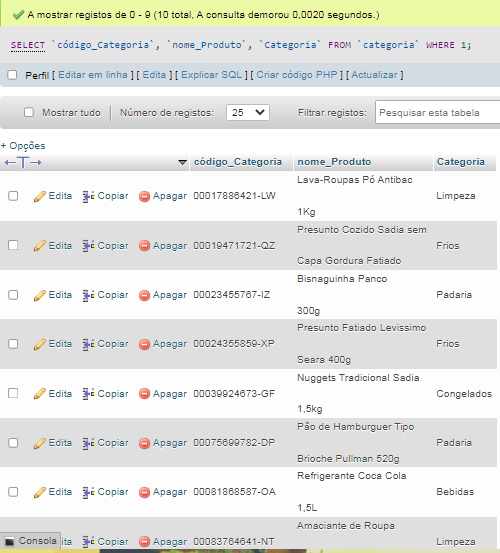 A mostrar registos de 0 - 9 (10 total, A consulta demorou 0,0020 segundos.)
SELECT `código_Categoria`, `nome_Produto`, `Categoria` FROM `categoria` WHERE 1;
Perfil [ Editar em linha ] [ Edita ] [ Explicar SQL ] [ Criar código PHP ] [ Actualizar ]
Mostrar tudo | Número de registos: 25 Filtrar registos: Pesquisar esta tabela
+ Opções
←T→ código_Categoria nome_Produto Categoria
Edita Copiar Apagar 00017886421-LW Lava-Roupas Pó Antibac Limpeza
1Kg
Edita Copiar Apagar 00019471721-QZ Presunto Cozido Sadia sem Frios
Capa Gordura Fatiado
Edita Copiar Apagar 00023455767-IZ Bisnaguinha Panco Padaria
300g
Edita Copiar Apagar 00024355859-XP Presunto Fatiado Levissimo Frios
Seara 400g
Edita Copiar Apagar 00039924673-GF Nuggets Tradicional Sadia Congelados
1,5kg
Edita Copiar Apagar 00075699782-DP Pão de Hamburguer Tipo Padaria
Brioche Pullman 520g
Edita Copiar Apagar 00081868587-OA Refrigerante Coca Cola Bebidas
1,5L
Consola ita Copiar Apagar 00083764641-NT Amaciante de Roupa Limpeza